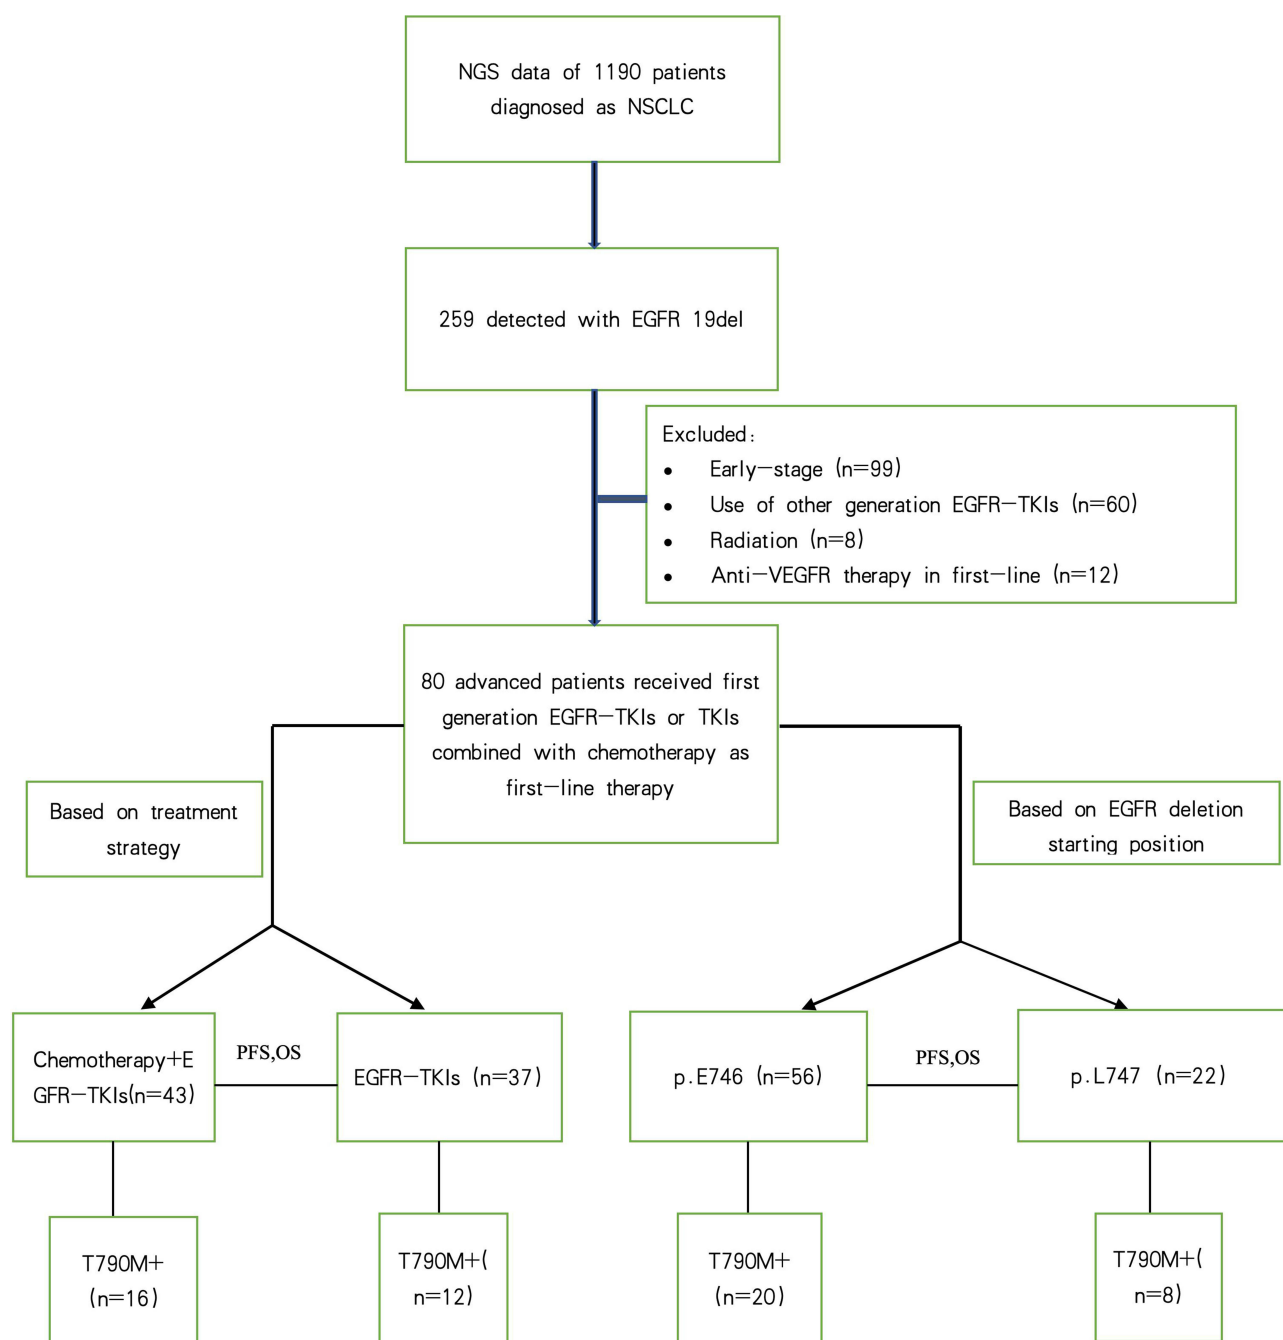 NGS data of 1190 patients
diagnosed as NSCLC
259 detected with EGFR 19del
Excluded:
• Early-stage (n=99)
• Use of other generation EGFR-TKIs (n=60)
• Radiation (n=8)
• Anti-VEGFR therapy in first-line (n=12)
80 advanced patients received first
generation EGFR-TKIs or TKIs
combined with chemotherapy as
first-line therapy
Based on treatment
strategy
Based on EGFR deletion
starting position
Chemotherapy+E
GFR-TKIs(n=43)
PFS,OS
EGFR-TKIs (n=37)
p.E746 (n=56)
PFS,OS
p.L747 (n=22)
T790M+
(n=16)
T790M+(
n=12)
T790M+
(n=20)
T790M+(
n=8)